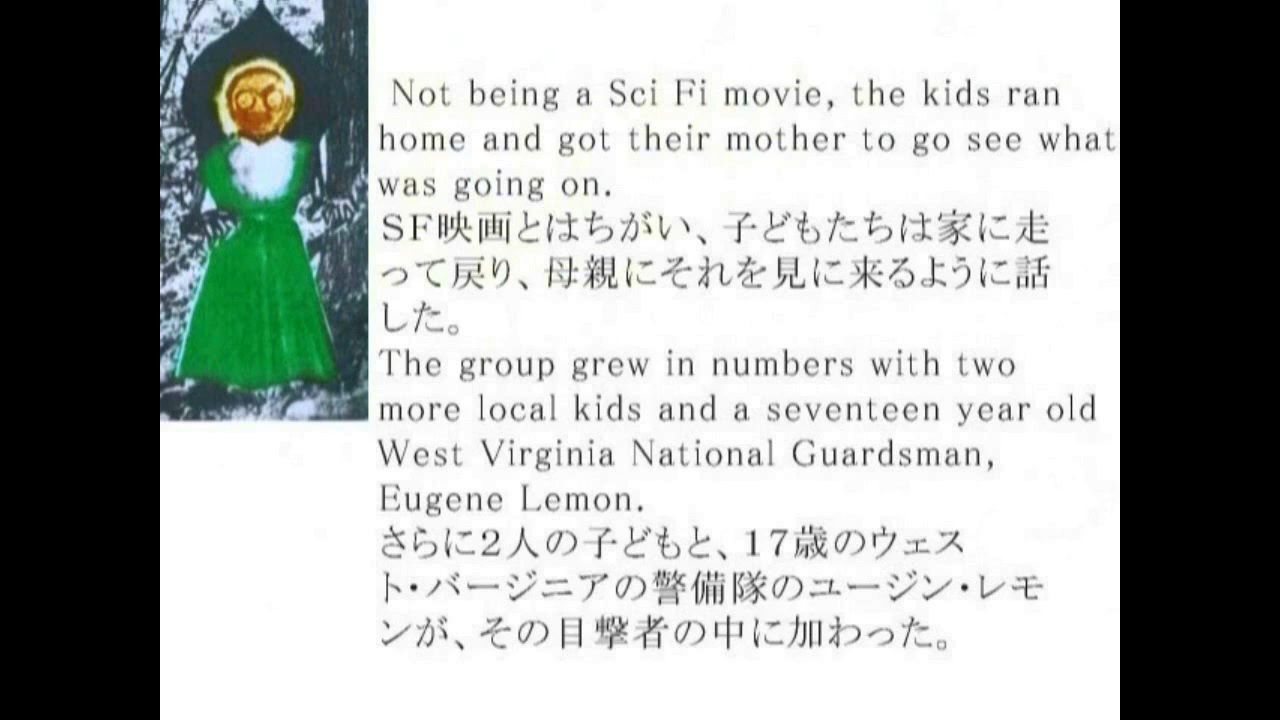 Not being a Sci Fi movie, the kids ran
home and got their mother to go see what
was going on.
ＳＦ映画とはちがい、子どもたちは家に走
って戻り、母親にそれを見に来るように話
した。
The group grew in numbers with two
more local kids and a seventeen year old
West Virginia National Guardsman,
Eugene Lemon.
さらに２人の子どもと、１７歳のウェス
ト・バージニアの警備隊のユージン・レモ
ンが、その目撃者の中に加わった。